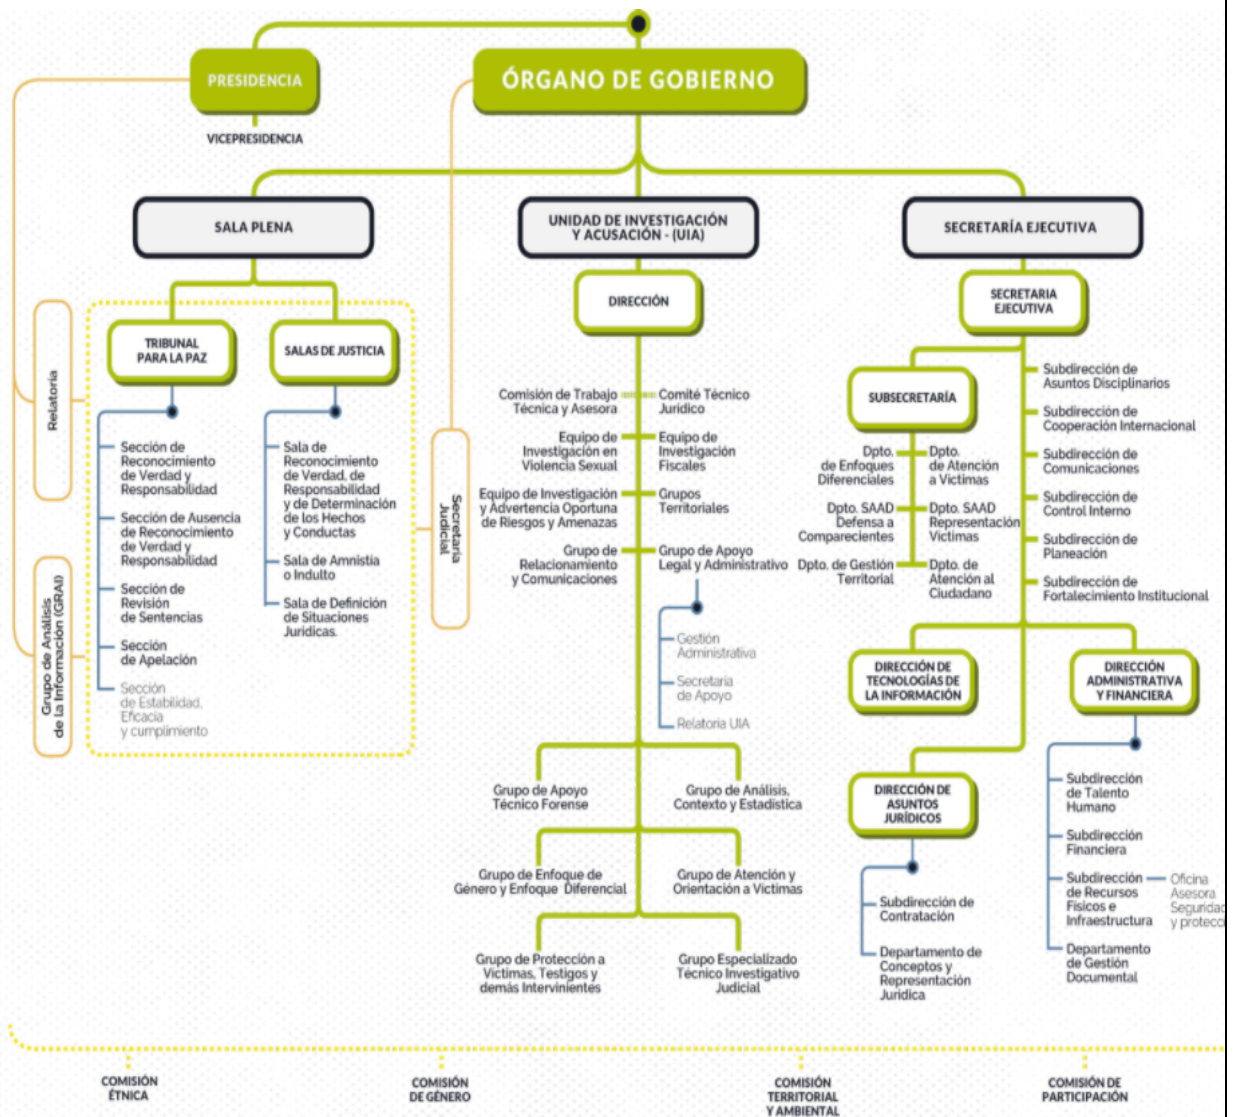 PRESIDENCIA
ÓRGANO DE GOBIERNO
VICEPRESIDENCIA
SALA PLENA
UNIDAD DE INVESTIGACIÓN
Y ACUSACIÓN - (UIA)
SECRETARÍA EJECUTIVA
Relatoría
Grupo de Análisis
de la Información (GRAI)
TRIBUNAL
PARA LA PAZ
Sección de
Reconocimiento
de Verdad y
Responsabilidad
Sección de Ausencia
de Reconocimiento
de Verdad y
Responsabilidad
Sección de
Revisión
de Sentencias
Sección
de Apelación
Sección
de Estabilidad,
Eficacia
y cumplimiento
SALAS DE JUSTICIA
Sala de
Reconocimiento
de Verdad, de
Responsabilidad
y de Determinación
de los Hechos
y Conductas
Sala de Amnistía
o Indulto
Sala de Definición
de Situaciones
Jurídicas.
Secretaría
Judicial
DIRECCIÓN
Comisión de Trabajo
Técnica y Asesora
Comité Técnico
Jurídico
Equipo de
Investigación en
Violencia Sexual
Equipo de
Investigación
Fiscales
Equipo de Investigación
y Advertencia Oportuna
de Riesgos y Amenazas
Grupos
Territoriales
Grupo de
Relacionamiento
y Comunicaciones
Grupo de Apoyo
Legal y Administrativo
Gestión
Administrativa
Secretaria
de Apoyo
Relatoria UIA
Grupo de Apoyo
Técnico Forense
Grupo de Análisis,
Contexto y Estadística
Grupo de Enfoque de
Género y Enfoque Diferencial
Grupo de Atención y
Orientación a Víctimas
Grupo de Protección a
Víctimas, Testigos y
demás Intervinientes
Grupo Especializado
Técnico Investigativo
Judicial
SECRETARIA
EJECUTIVA
SUBSECRETARÍA
Dpto.
de Enfoques
Diferenciales
Dpto.
de Atención
a Víctimas
Dpto. SAAD
Defensa a
Comparecientes
Dpto. SAAD
Representación
Víctimas
Dpto. de Gestión
Territorial
Dpto. de
Atención al
Ciudadano
Subdirección de
Asuntos Disciplinarios
Subdirección de
Cooperación Internacional
Subdirección de
Comunicaciones
Subdirección de
Control Interno
Subdirección de
Planeación
Subdirección de
Fortalecimiento Institucional
DIRECCIÓN DE
TECNOLOGÍAS DE
LA INFORMACIÓN
DIRECCIÓN
ADMINISTRATIVA
Y FINANCIERA
DIRECCIÓN DE
ASUNTOS
JURÍDICOS
Subdirección de
Contratación
Departamento de
Conceptos y
Representación
Jurídica
Subdirección
de Talento
Humano
Subdirección
Financiera
Subdirección
de Recursos
Físicos e
Infraestructura
Oficina
Asesora
Seguridad
y protecc
Departamento
de Gestión
Documental
COMISIÓN
ÉTNICA
COMISIÓN
DE GÉNERO
COMISIÓN
TERRITORIAL
Y AMBIENTAL
COMISIÓN DE
PARTICIPACIÓN